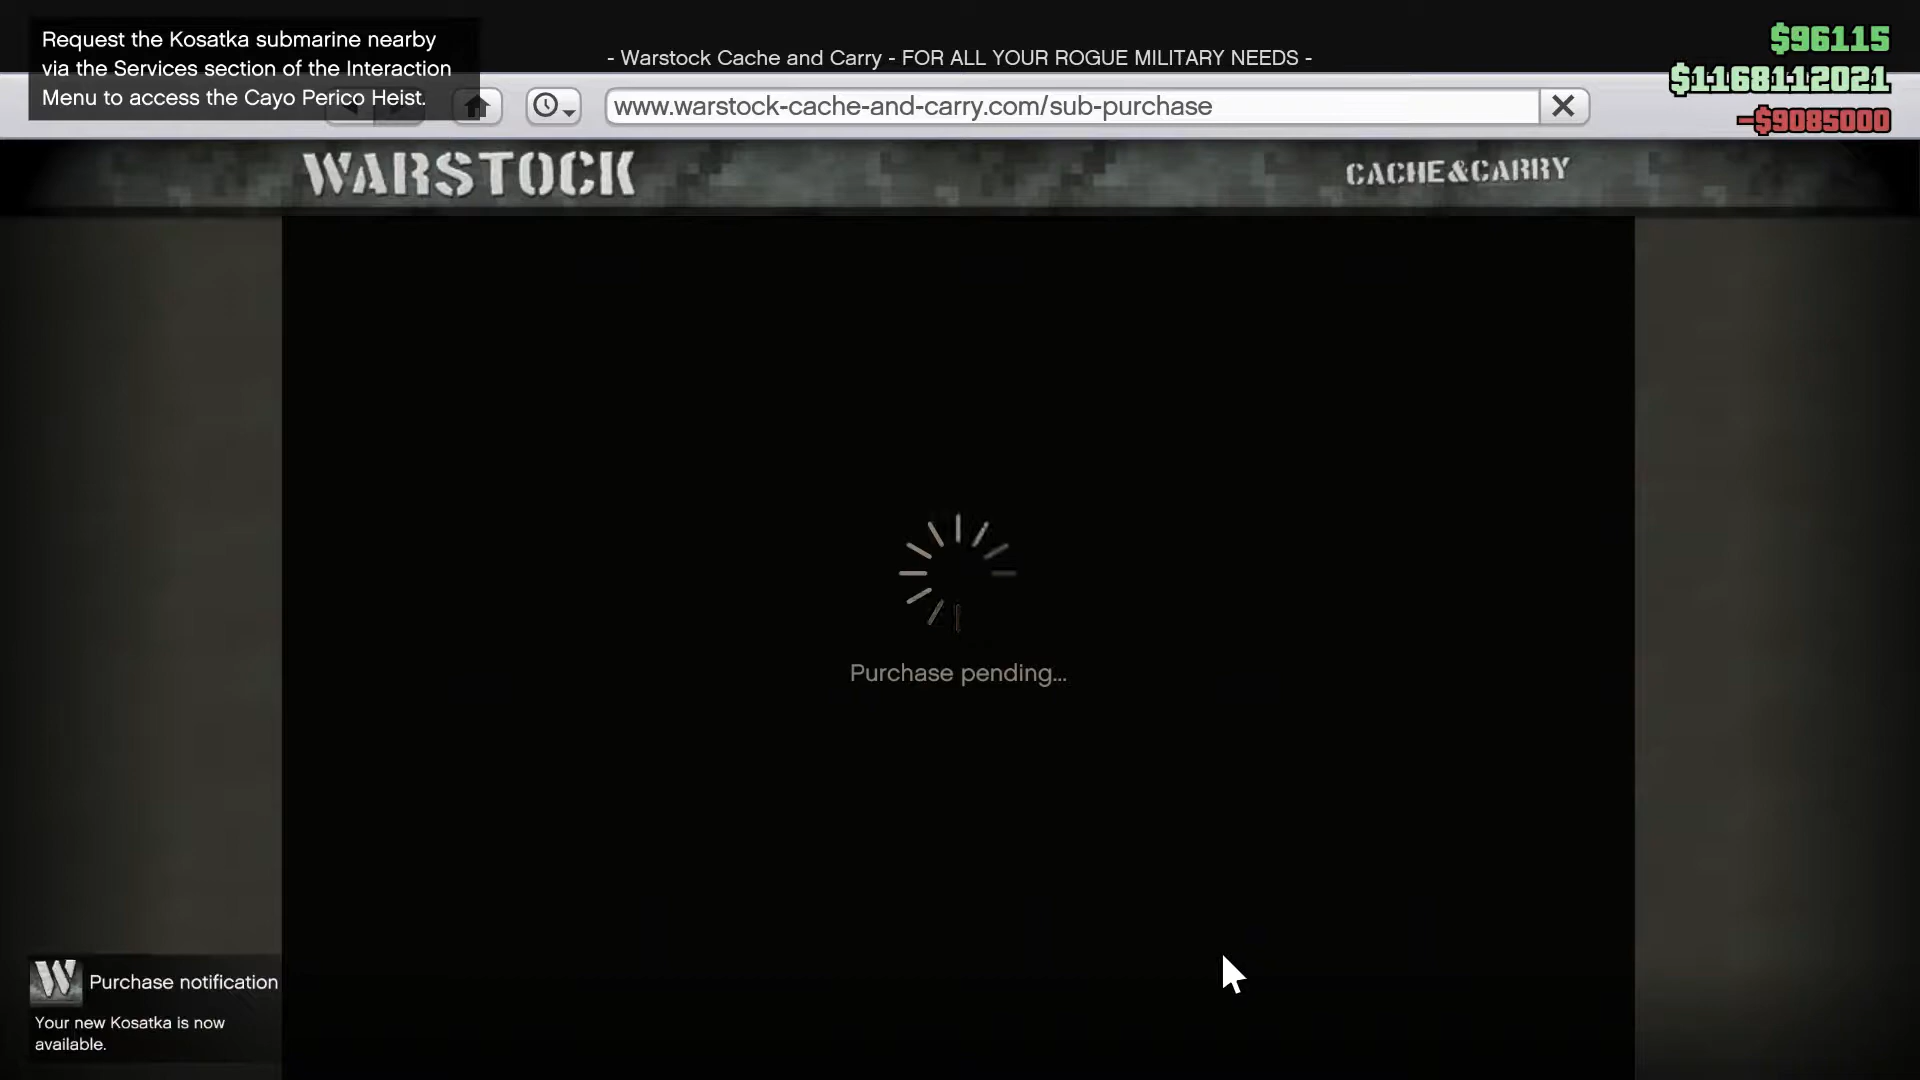 Request the Kosatka submarine nearby
via the Services section of the Interaction
Menu to access the Cayo Perico Heist.
- Warstock Cache and Carry - FOR ALL YOUR ROGUE MILITARY NEEDS -
$96115
$1168112021
-$9085000
www.warstock-cache-and-carry.com/sub-purchase
WARSTOCK
CACHE&CARRY
Purchase pending...
W
Purchase notification
Your new Kosatka is now
available.